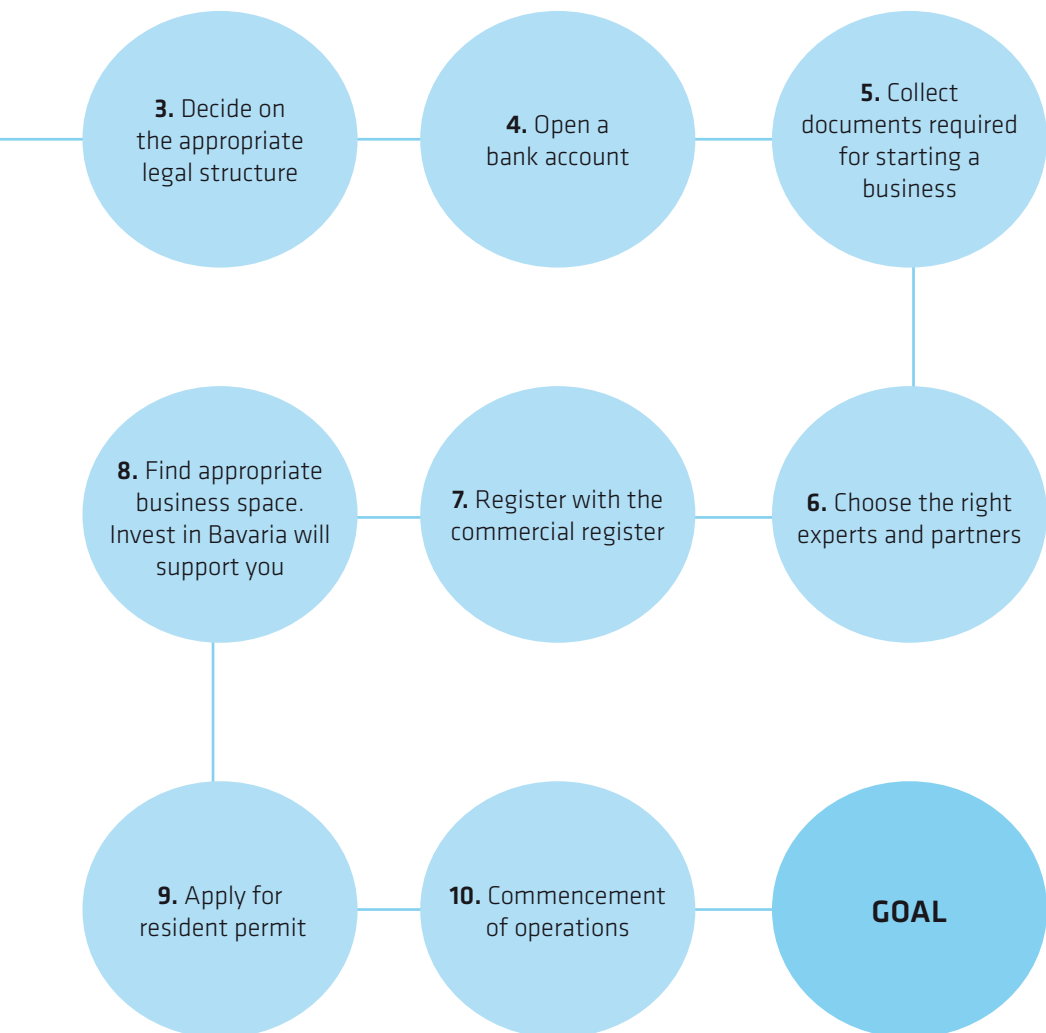 3. Decide on
the appropriate
legal structure
4. Open a
bank account
5. Collect
documents required
for starting a
business
6. Choose the right
experts and partners
7. Register with the
commercial register
8. Find appropriate
business space.
Invest in Bavaria will
support you
9. Apply for
resident permit
10. Commencement
of operations
GOAL